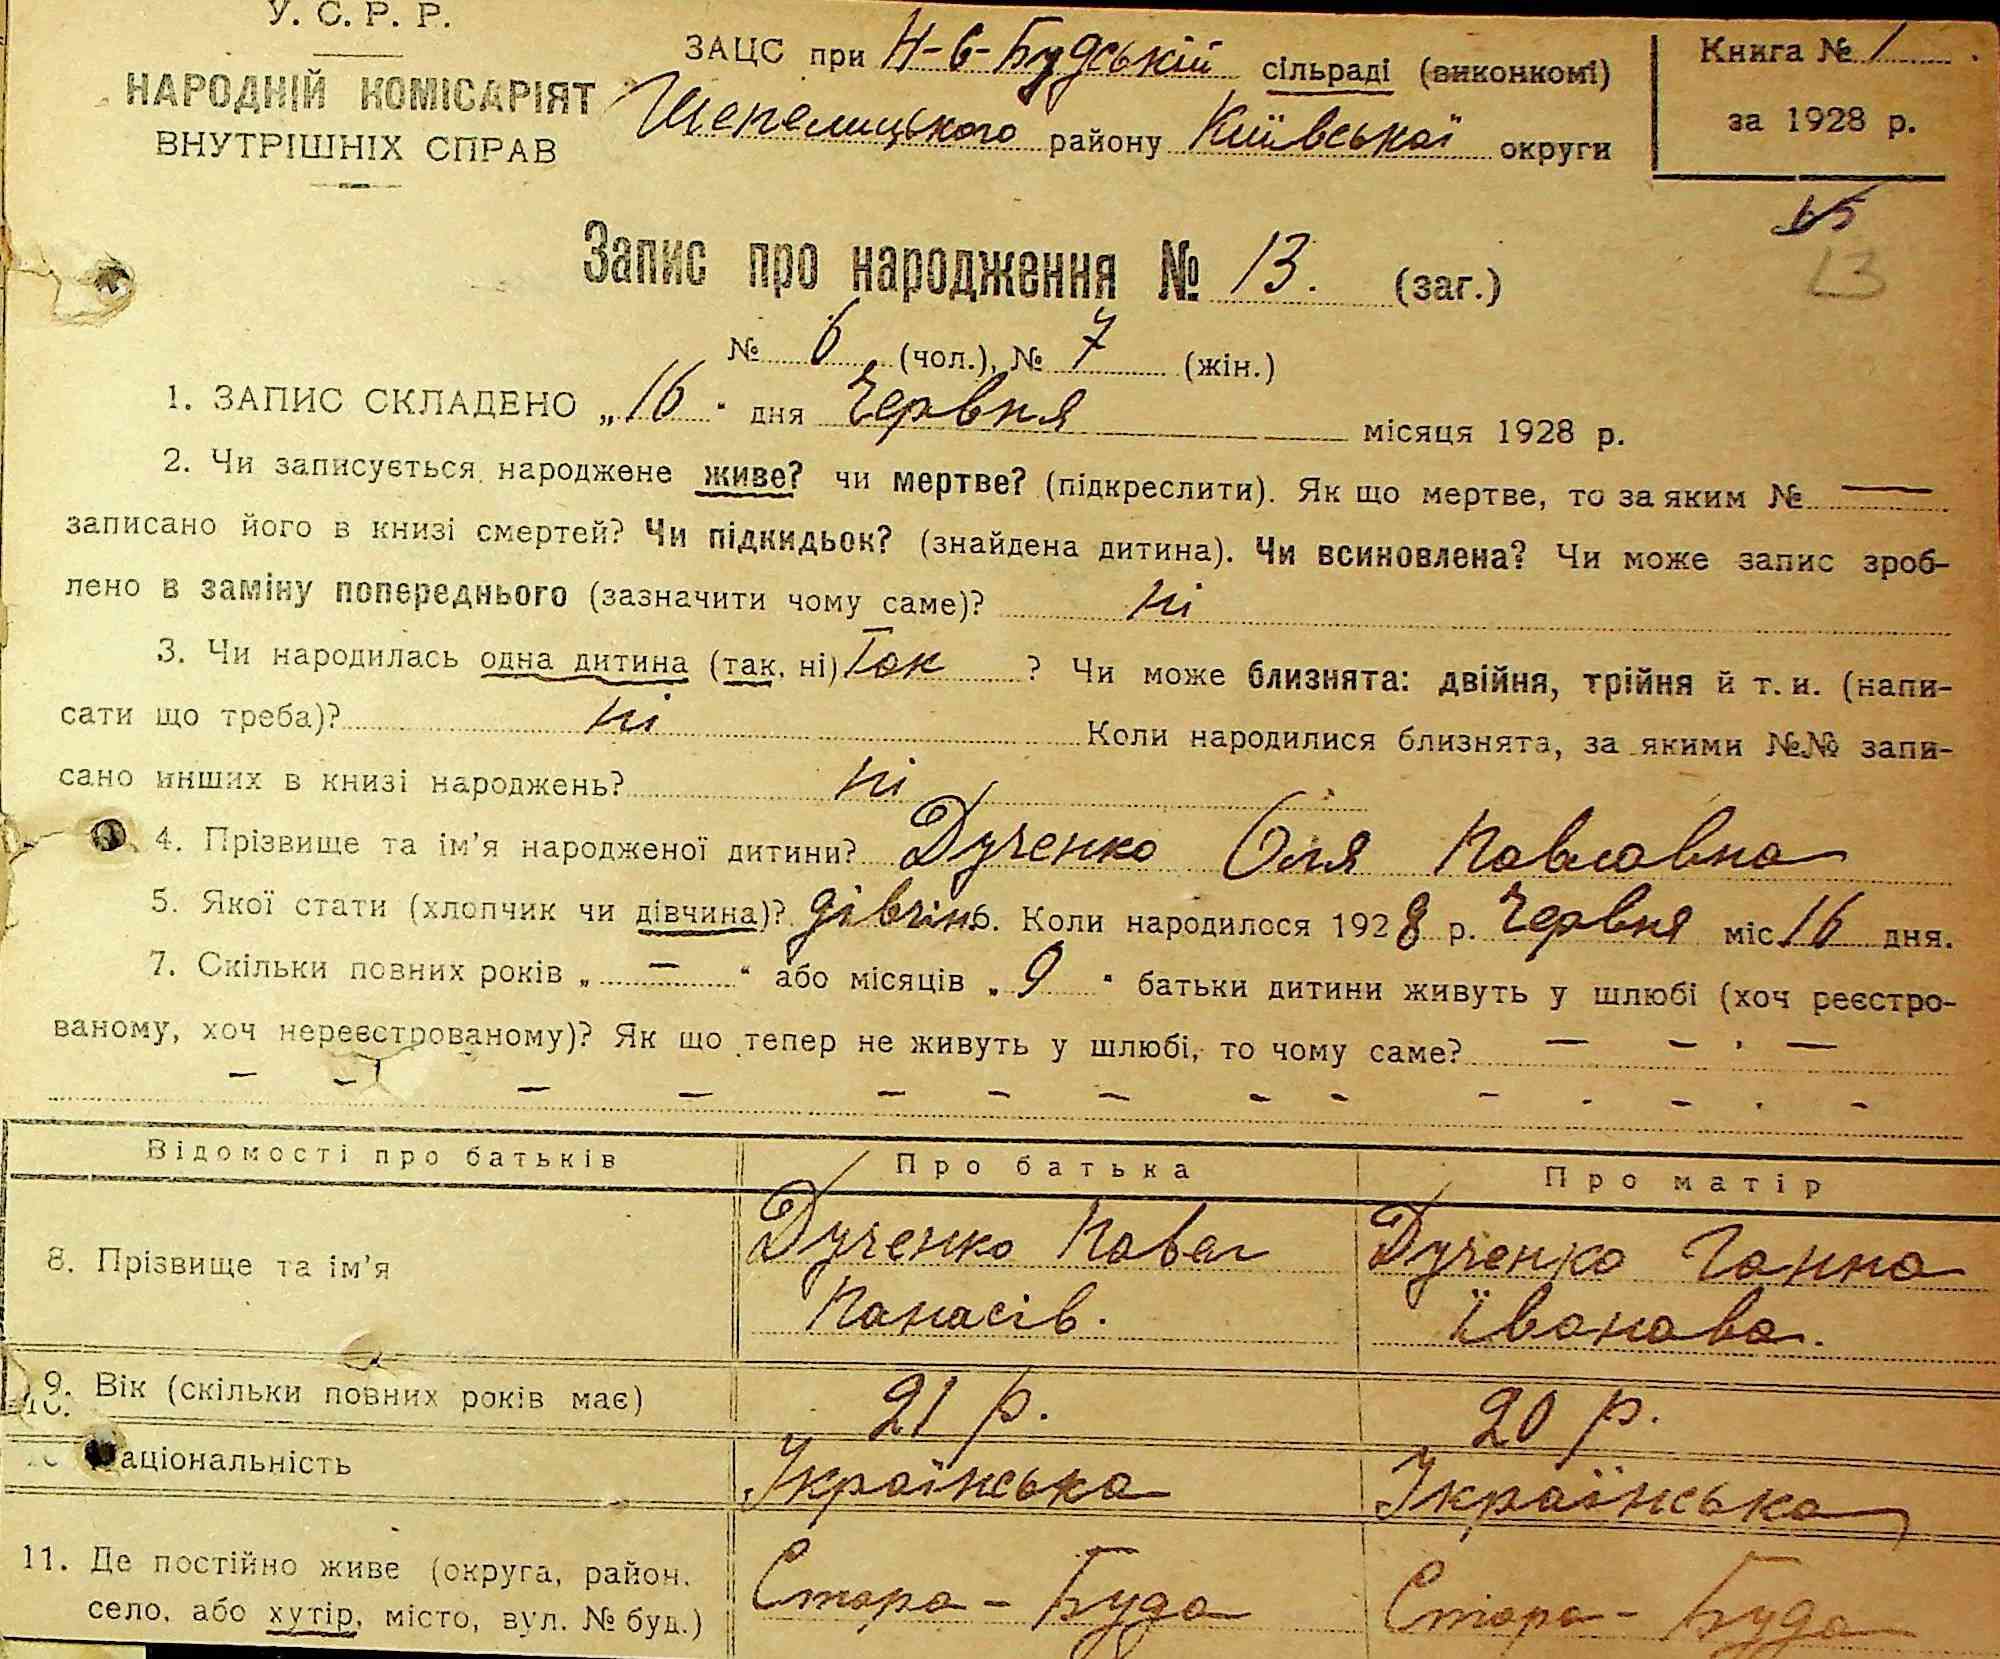 У. С. Р. Р.
НАРОДНІЙ КОМІСАРІЯТ
ВНУТРІШНІХ СПРАВ
ЗАЦС при Н-в-Будській сільраді (виконкомі)
Шепелицького району Київської округи
Книга № 1
за 1928 р.
13
Запис про народження № 13. (заг.)
№ 6 (чол.), № 7 (жін.)
1. ЗАПИС СКЛАДЕНО „16" дня Червня місяця 1928 р.
2. Чи записується народжене живе? чи мертве? (підкреслити). Як що мертве, то за яким № —
записано його в книзі смертей? Чи підкидьок? (знайдена дитина). Чи всиновлена? Чи може запис зроб-
лено в заміну попереднього (зазначити чому саме)? ні
3. Чи народилась одна дитина (так, ні) Так ? Чи може близнята: двійня, трійня й т. и. (напи-
сати що треба)? ні Коли народилися близнята, за якими №№ запи-
сано инших в книзі народжень? ні
4. Прізвище та ім'я народженої дитини? Дученко Оля Павловна
5. Якої стати (хлопчик чи дівчина)? дівчін 6. Коли народилося 1928 р. Червня міс. 16 дня.
7. Скільки повних років „ — " або місяців „ 9 " батьки дитини живуть у шлюбі (хоч реєстро-
ваному, хоч нереєстрованому)? Як що тепер не живуть у шлюбі, то чому саме? — - . —
Відомості про батьків Про батька Про матір
8. Прізвище та ім'я Дученко Павел Дученко Ганна
Панасів. Їванова.
9. Вік (скільки повних років має) 21 р. 20 р.
аціональність Українська Українська
11. Де постійно живе (округа, район, Стара - Буда Стара - Буда
село, або хутір, місто, вул. № буд.)